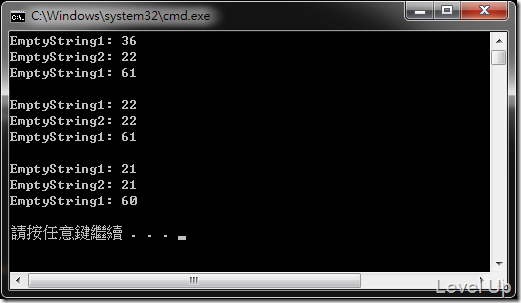 C:\Windows\system32\cmd.exe
EmptyString1: 36
EmptyString2: 22
EmptyString1: 61
EmptyString1: 22
EmptyString2: 22
EmptyString1: 61
EmptyString1: 21
EmptyString2: 21
EmptyString1: 60
請按任意鍵繼續 . . .
Level Up